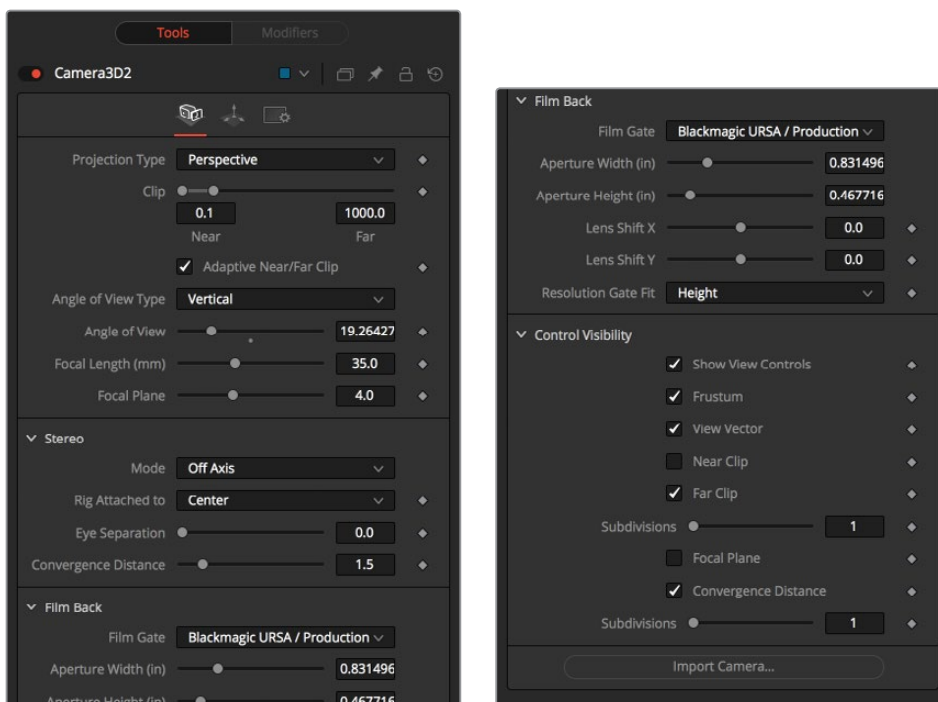 Tools Modifiers
Camera3D2
Projection Type Perspective
Clip
0.1 1000.0
Near Far
Adaptive Near/Far Clip
Angle of View Type Vertical
Angle of View 19.26427
Focal Length (mm) 35.0
Focal Plane 4.0
Stereo
Mode Off Axis
Rig Attached to Center
Eye Separation 0.0
Convergence Distance 1.5
Film Back
Film Gate Blackmagic URSA / Production
Aperture Width (in) 0.831496
Aperture Height (in) 0.467716
Film Back
Film Gate Blackmagic URSA / Production
Aperture Width (in) 0.831496
Aperture Height (in) 0.467716
Lens Shift X 0.0
Lens Shift Y 0.0
Resolution Gate Fit Height
Control Visibility
Show View Controls
Frustum
View Vector
Near Clip
Far Clip
Subdivisions 1
Focal Plane
Convergence Distance
Subdivisions 1
Import Camera...